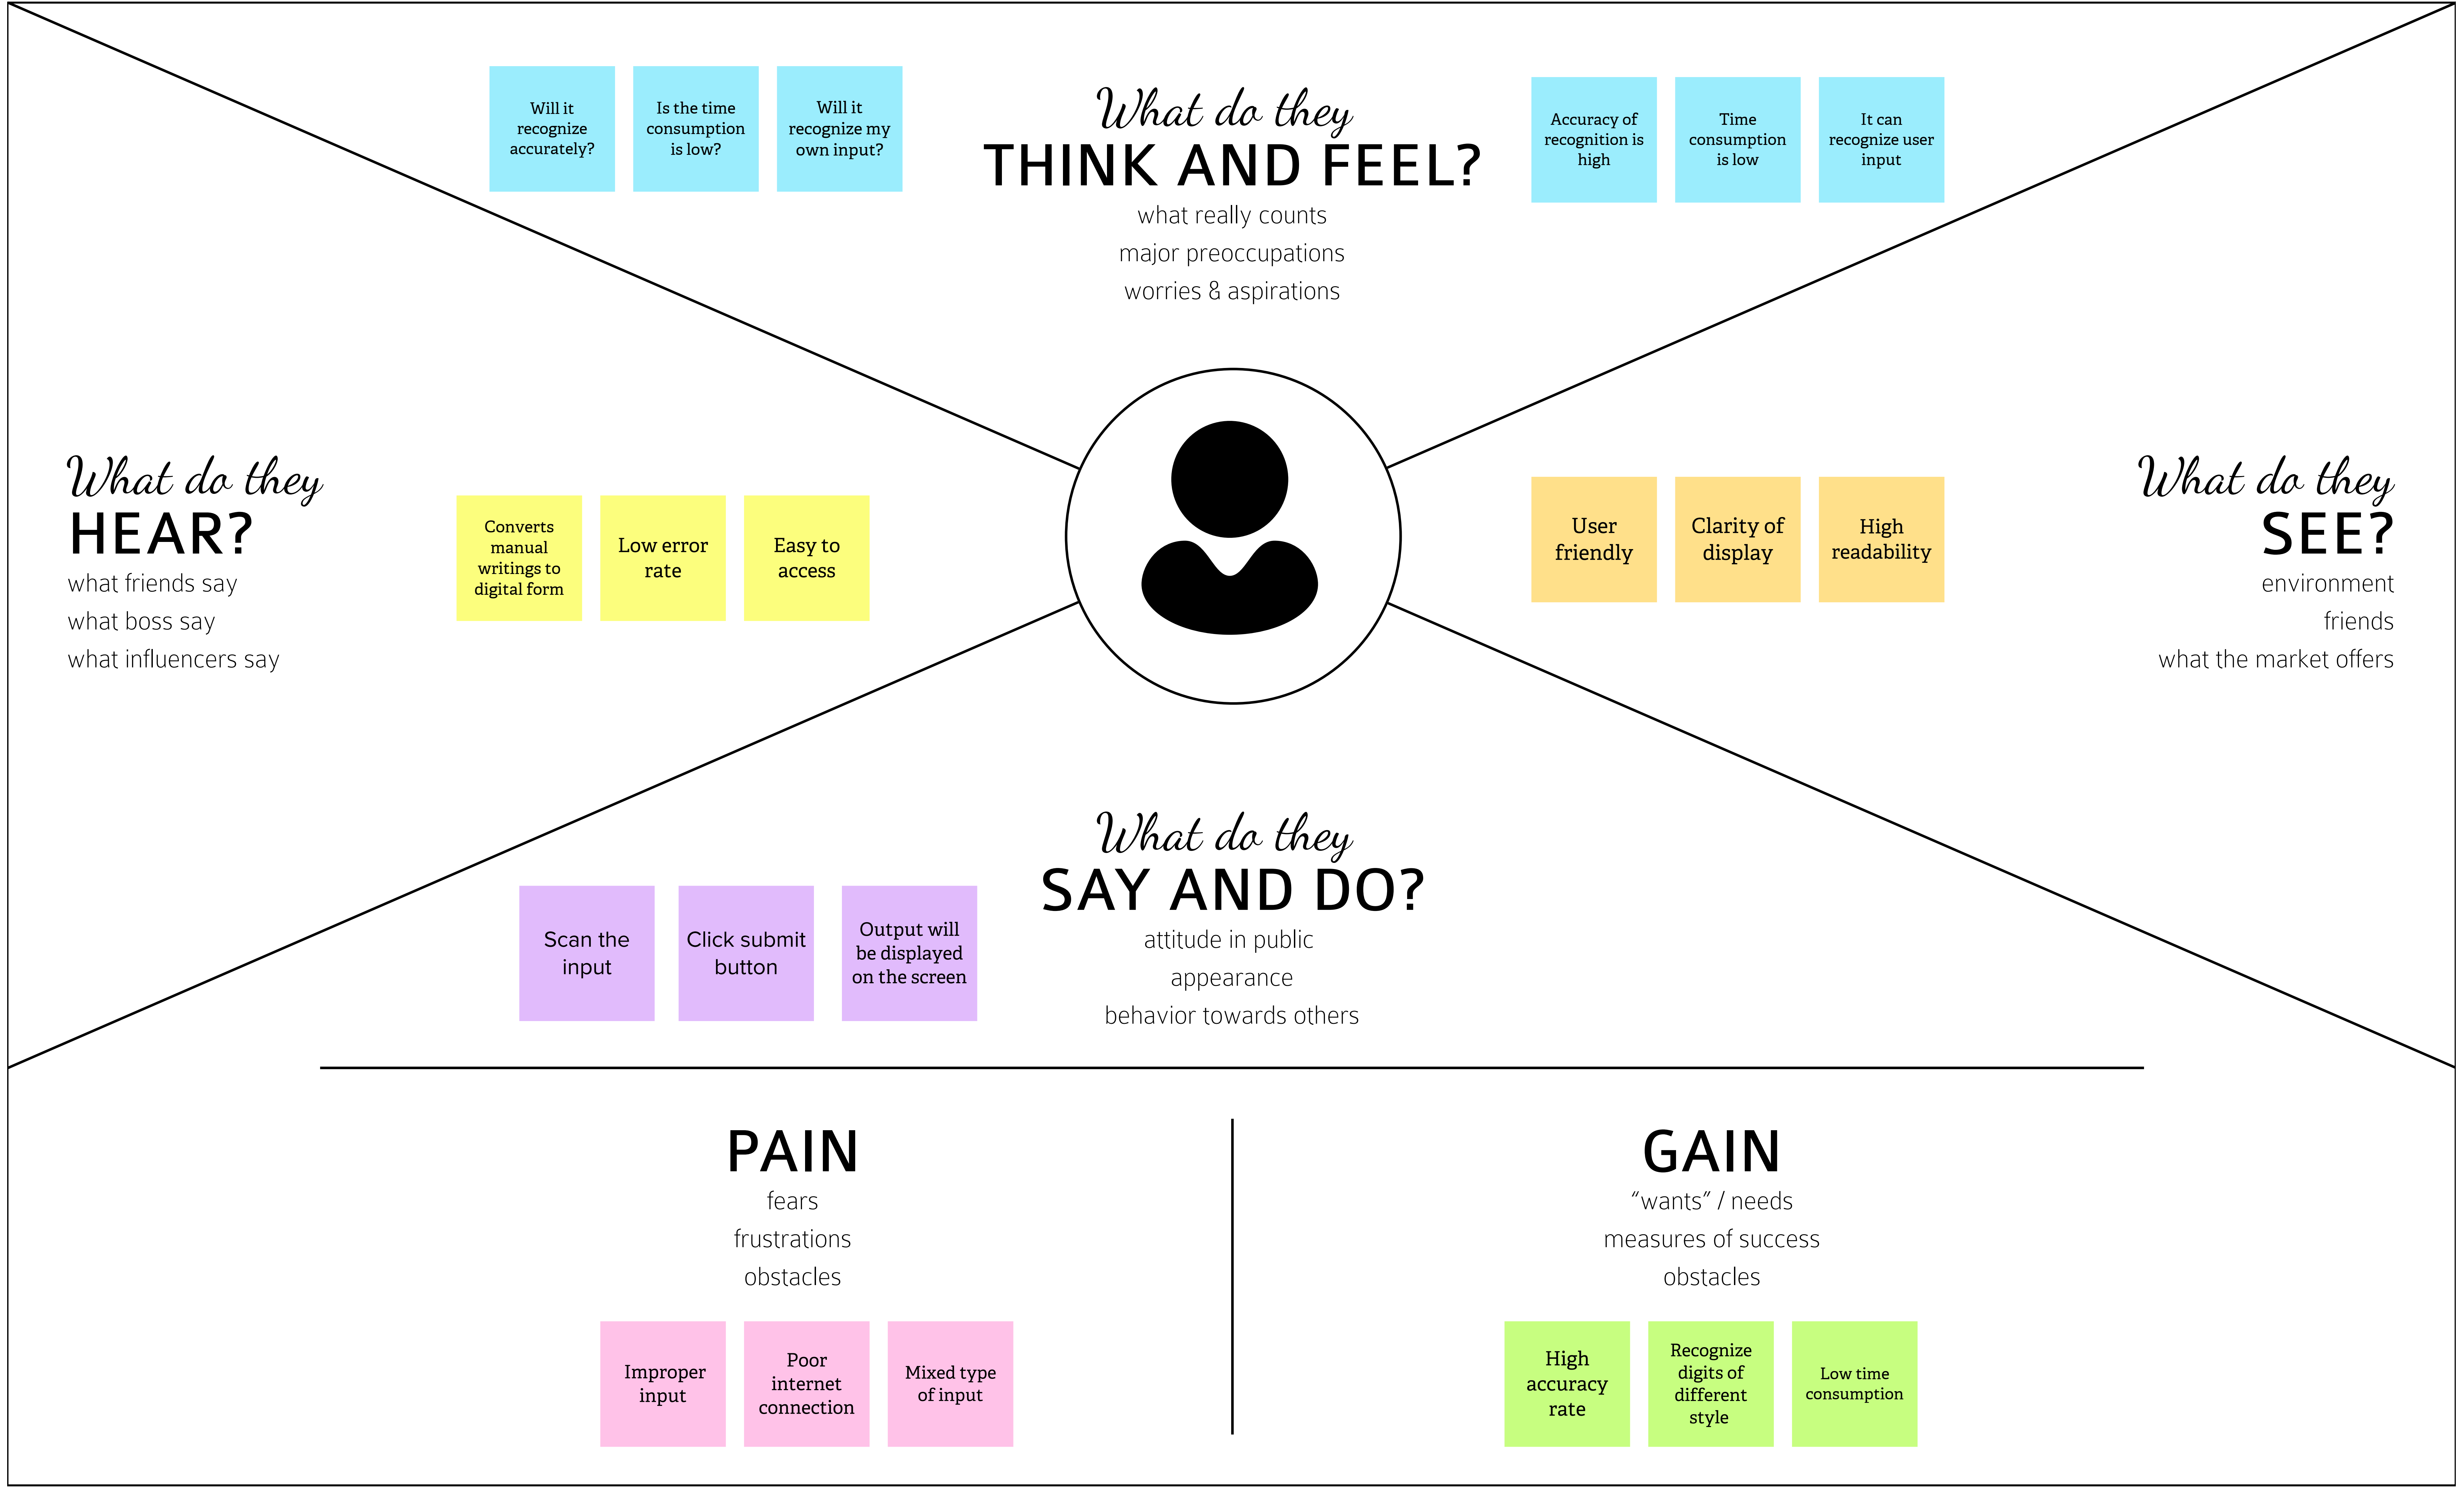 Will it
recognize
accurately?
Is the time
consumption
is low?
Will it
recognize my
own input?
What do they
THINK AND FEEL?
what really counts
major preoccupations
worries & aspirations
Accuracy of
recognition is
high
Time
consumption
is low
It can
recognize user
input
What do they
HEAR?
what friends say
what boss say
what influencers say
Converts
manual
writings to
digital form
Low error
rate
Easy to
access
User
friendly
Clarity of
display
High
readability
What do they
SEE?
environment
friends
what the market offers
What do they
SAY AND DO?
attitude in public
appearance
behavior towards others
Scan the
input
Click submit
button
Output will
be displayed
on the screen
PAIN
fears
frustrations
obstacles
Improper
input
Poor
internet
connection
Mixed type
of input
GAIN
“wants” / needs
measures of success
obstacles
High
accuracy
rate
Recognize
digits of
different
style
Low time
consumption